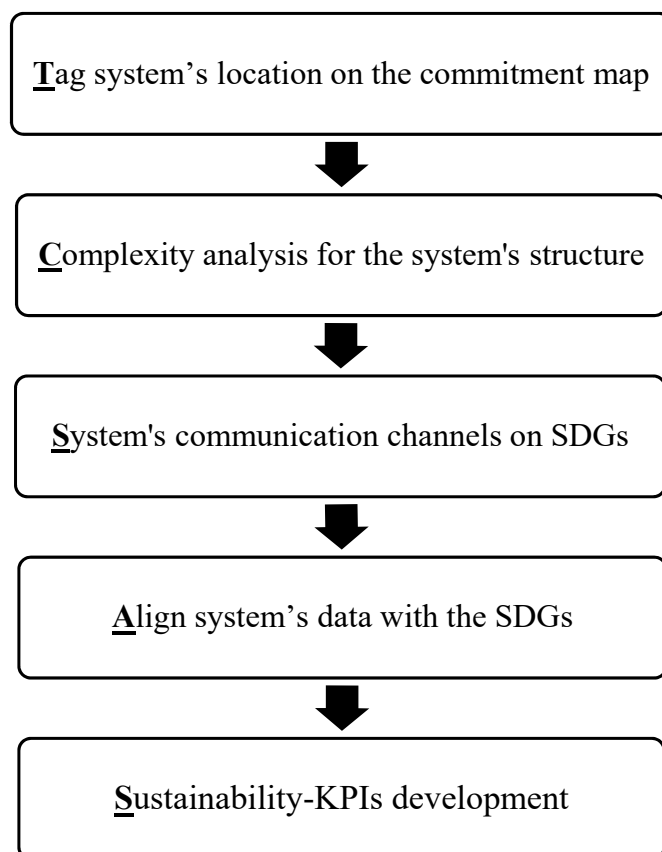 Tag system’s location on the commitment map
Complexity analysis for the system's structure
System's communication channels on SDGs
Align system’s data with the SDGs
Sustainability-KPIs development